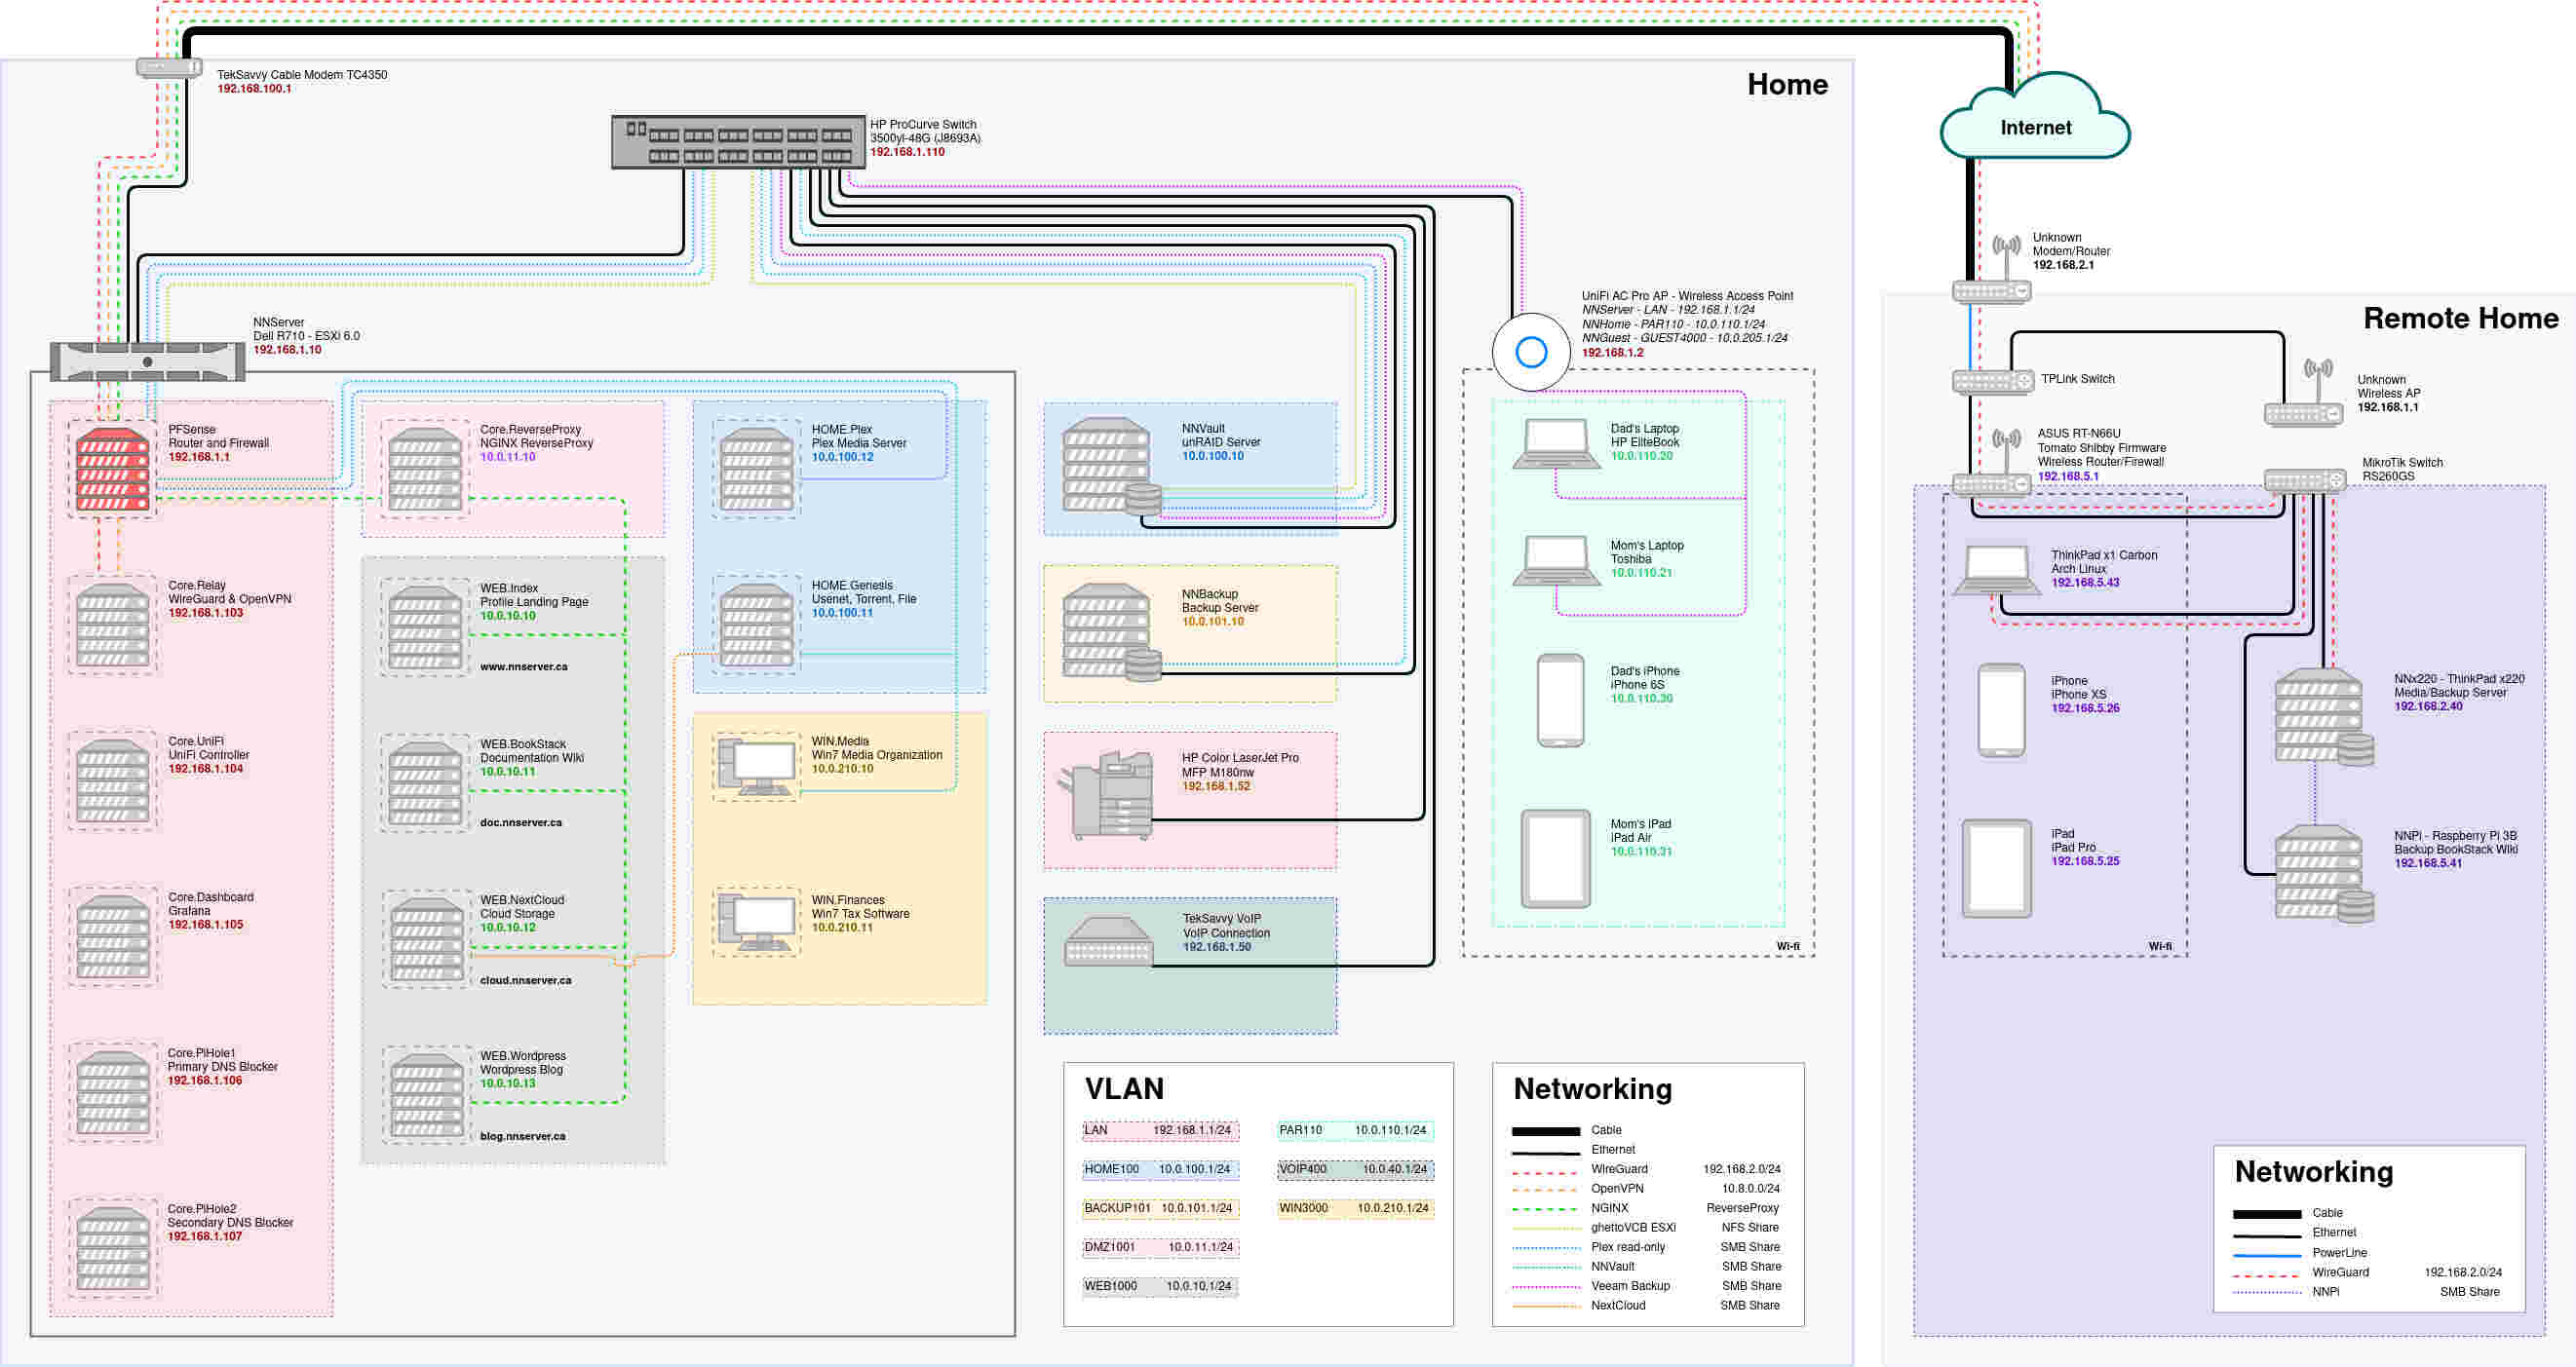 TekSavvy Cable Modem TC4350
192.168.100.1
Home
HP ProCurve Switch
3500yl-48G (J8693A)
192.168.1.110
Internet
NNServer
Dell R710 - ESXi 6.0
192.168.1.10
UniFi AC Pro AP - Wireless Access Point
NNServer - LAN - 192.168.1.1/24
NNHome - PAR110 - 10.0.110.1/24
NNGuest - GUEST4000 - 10.0.205.1/24
192.168.1.2
PFSense
Router and Firewall
192.168.1.1
Core.Relay
WireGuard & OpenVPN
192.168.1.103
Core.UniFi
UniFi Controller
192.168.1.104
Core.Dashboard
Grafana
192.168.1.105
Core.PiHole1
Primary DNS Blocker
192.168.1.106
Core.PiHole2
Secondary DNS Blocker
192.168.1.107
Core.ReverseProxy
NGINX ReverseProxy
10.0.11.10
WEB.Index
Profile Landing Page
10.0.10.10
www.nnserver.ca
WEB.BookStack
Documentation Wiki
10.0.10.11
doc.nnserver.ca
WEB.NextCloud
Cloud Storage
10.0.10.12
cloud.nnserver.ca
WEB.Wordpress
Wordpress Blog
10.0.10.13
blog.nnserver.ca
HOME.Plex
Plex Media Server
10.0.100.12
HOME.Genesis
Usenet, Torrent, File
10.0.100.11
WIN.Media
Win7 Media Organization
10.0.210.10
WIN.Finances
Win7 Tax Software
10.0.210.11
NNVault
unRAID Server
10.0.100.10
NNBackup
Backup Server
10.0.101.10
HP Color LaserJet Pro
MFP M180nw
192.168.1.52
TekSavvy VoIP
VoIP Connection
192.168.1.50
Dad's Laptop
HP EliteBook
10.0.110.20
Mom's Laptop
Toshiba
10.0.110.21
Dad's iPhone
iPhone 6S
10.0.110.30
Mom's iPad
iPad Air
10.0.110.31
Wi-fi
VLAN
LAN 192.168.1.1/24
HOME100 10.0.100.1/24
BACKUP101 10.0.101.1/24
DMZ1001 10.0.11.1/24
WEB1000 10.0.10.1/24
PAR110 10.0.110.1/24
VOIP400 10.0.40.1/24
WIN3000 10.0.210.1/24
Networking
Cable
Ethernet
WireGuard 192.168.2.0/24
OpenVPN 10.8.0.0/24
NGINX ReverseProxy
ghettoVCB ESXi NFS Share
Plex read-only SMB Share
NNVault SMB Share
Veeam Backup SMB Share
NextCloud SMB Share
Unknown
Modem/Router
192.168.2.1
Remote Home
TPLink Switch
Unknown
Wireless AP
192.168.1.1
ASUS RT-N66U
Tomato Shibby Firmware
Wireless Router/Firewall
192.168.5.1
MikroTik Switch
RS260GS
ThinkPad x1 Carbon
Arch Linux
192.168.5.43
iPhone
iPhone XS
192.168.5.26
iPad
iPad Pro
192.168.5.25
Wi-fi
NNx220 - ThinkPad x220
Media/Backup Server
192.168.2.40
NNPi - Raspberry Pi 3B
Backup BookStack Wiki
192.168.5.41
Networking
Cable
Ethernet
PowerLine
WireGuard 192.168.2.0/24
NNPi SMB Share